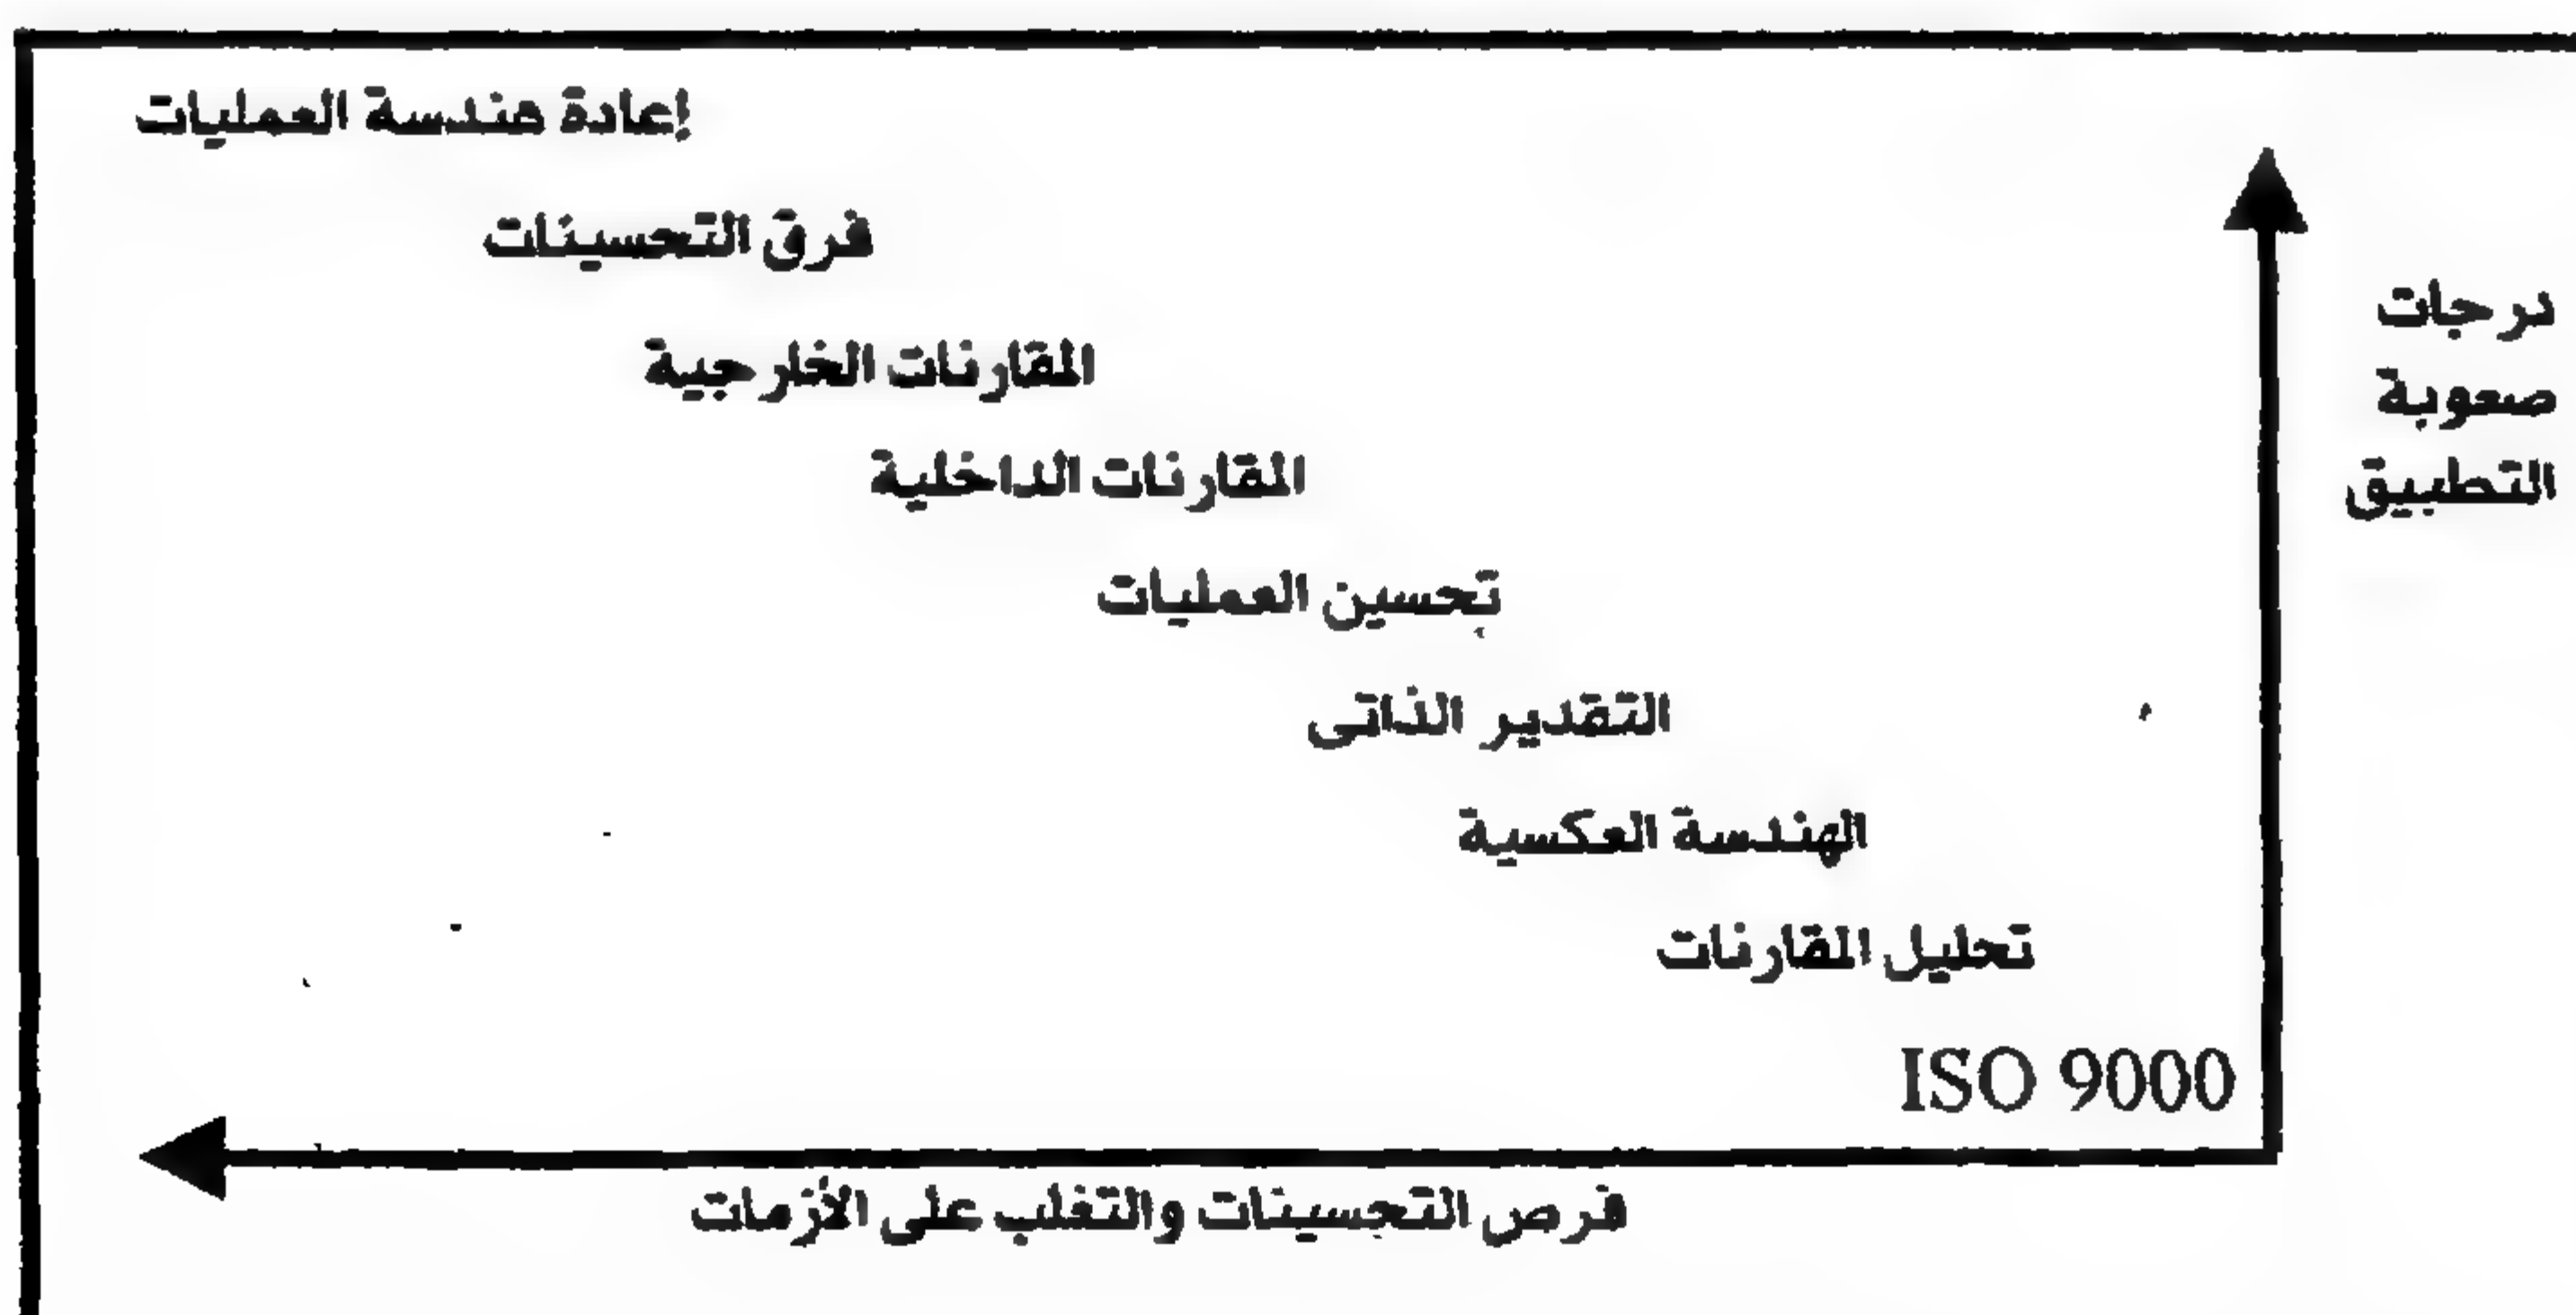 إعادة هندسة العمليات
فرق التحسينات
درجات
صعوبة
التطبيق
المقارنات الخارجية
المقارنات الداخلية
تحسين العمليات
التقدير الذاتى
الهندسة العكسية
تحليل المقارنات
ISO 9000
فرص التحسينات والتغلب على الأزمات